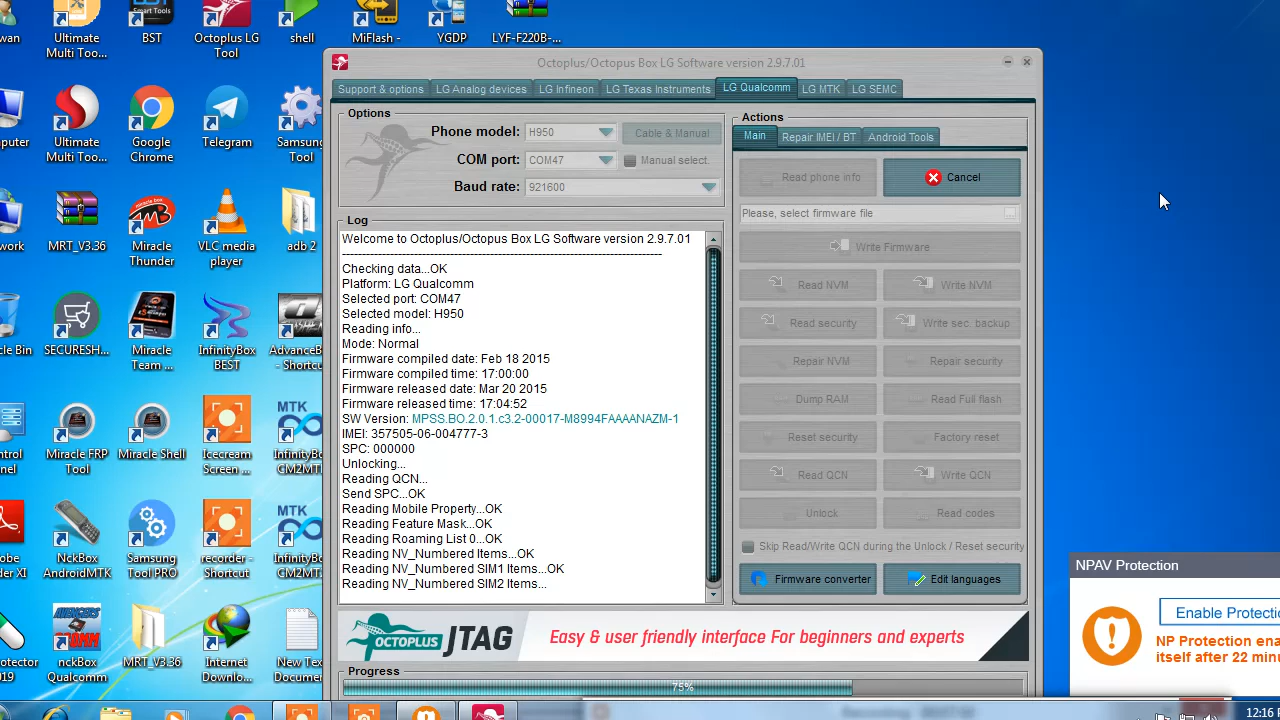 wan
Ultimate
Multi Too...
BST
Smart Tools
BST
Octoplus LG
Tool
shell
MiFlash -
YGDP
LYF-F220B-...
Ultimate
Multi Too...
Google
Chrome
Telegram
Samsung
Tool
puter
MRT_V3.36
Miracle
Thunder
VLC media
player
adb 2
work
SECURESH...
Miracle
Team ...
InfinityBox
BEST
AdvanceB...
- Shortcut
cle Bin
Miracle FRP
Tool
Miracle Shell
Icecream
Screen ...
MTK
InfinityBox
CM2MT
ntrol
nel
NckBox
AndroidMTK
Samsung
Tool PRO
recorder -
Shortcut
MTK
InfinityBox
CM2MT
obe
der XI
AVENGERS
nckBox
Qualcomm
MRT_V3.36
Internet
Downlo...
New Tex
Documen
otector
019
Octoplus/Octopus Box LG Software version 2.9.7.01
Support & options
LG Analog devices
LG Infineon
LG Texas Instruments
LG Qualcomm
LG MTK
LG SEMC
Options
Phone model: H950
Cable & Manual
COM port: COM47
Manual select.
Baud rate: 921600
Log
Welcome to Octoplus/Octopus Box LG Software version 2.9.7.01
Checking data...OK
Platform: LG Qualcomm
Selected port: COM47
Selected model: H950
Reading info...
Mode: Normal
Firmware compiled date: Feb 18 2015
Firmware compiled time: 17:00:00
Firmware released date: Mar 20 2015
Firmware released time: 17:04:52
SW Version: MPSS.BO.2.0.1.c3.2-00017-M8994FAAAANAZM-1
IMEI: 357505-06-004777-3
SPC: 000000
Unlocking...
Reading QCN...
Send SPC...OK
Reading Mobile Property...OK
Reading Feature Mask...OK
Reading Roaming List 0...OK
Reading NV_Numbered Items...OK
Reading NV_Numbered SIM1 Items...OK
Reading NV_Numbered SIM2 Items...
Actions
Main
Repair IMEI / BT
Android Tools
Read phone info
Cancel
Please, select firmware file
Write Firmware
Read NVM
Write NVM
Read security
Write sec. backup
Repair NVM
Repair security
Dump RAM
Read Full flash
Reset security
Factory reset
Read QCN
Write QCN
Unlock
Read codes
Skip Read/Write QCN during the Unlock / Reset security
Firmware converter
Edit languages
OCTOPLUS JTAG
Easy & user friendly interface For beginners and experts
Progress
75%
NPAV Protection
Enable Protectio
NP Protection ena
itself after 22 minu
12:16